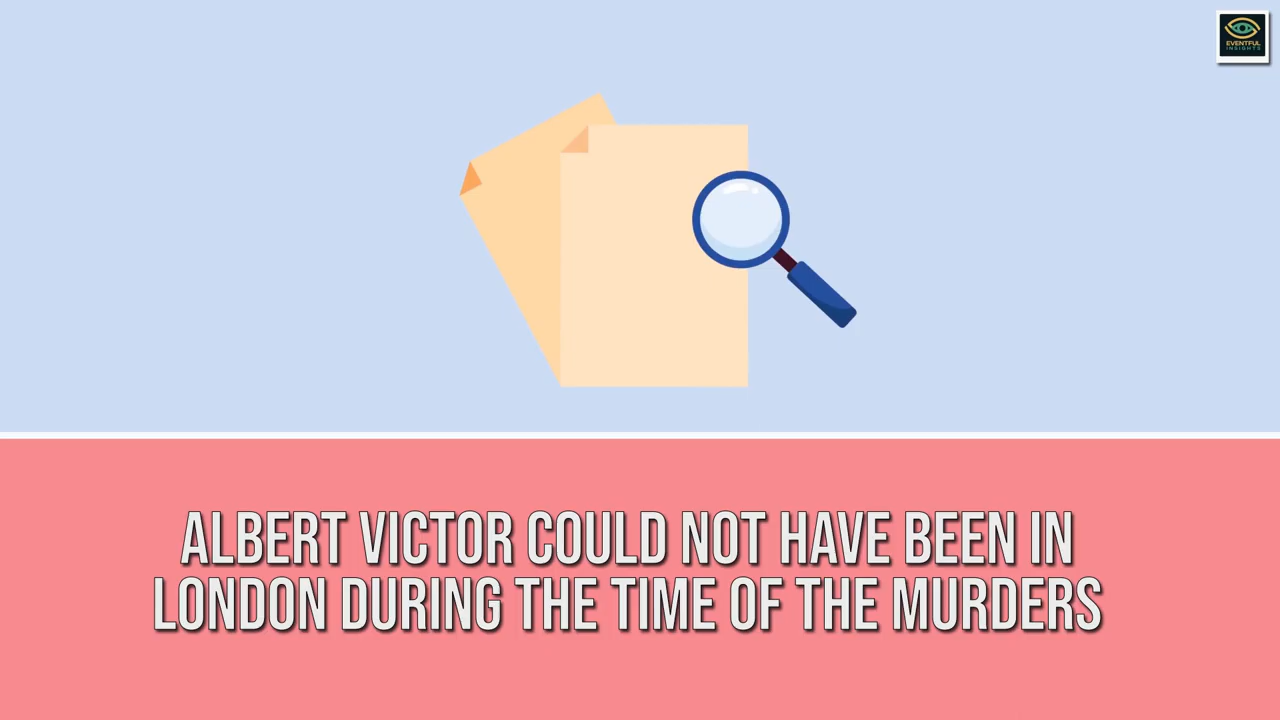 EVENTFUL
INSIGHTS
ALBERT VICTOR COULD NOT HAVE BEEN IN
LONDON DURING THE TIME OF THE MURDERS